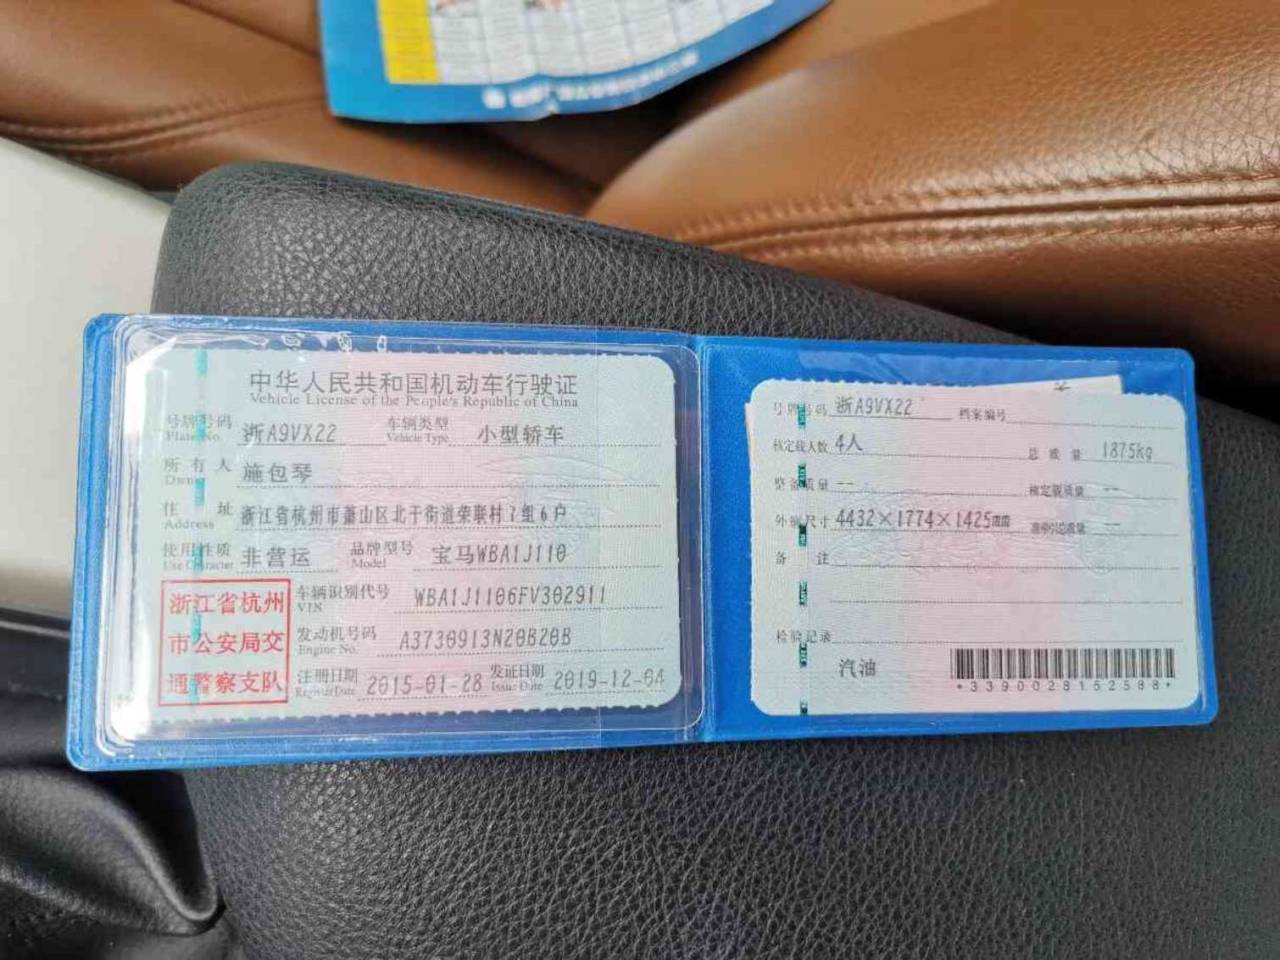 中华人民共和国机动车行驶证
Vehicle License of the People's Republic of China
号牌号码 浙A9VX22 车辆类型 小型轿车
Plate No. Vehicle Type
所有人 施包琴
Owner
住址 浙江省杭州市萧山区北干街道荣联村7组6户
Address
使用性质 非营运 品牌型号 宝马WBA1J110
Use Character Model
浙江省杭州
市公安局交
通警察支队
车辆识别代号 WBA1J1106FV302911
VIN
发动机号码 A3730913N20B20B
Engine No.
注册日期 2015-01-28 发证日期 2019-12-04
Register Date Issue Date
号牌号码 浙A9VX22 档案编号
核定载人数 4人 总质量 1875kg
整备质量 -- 核定载质量 --
外廓尺寸 4432×1774×1425 --
备注
检验记录
汽油
*3390028152588*